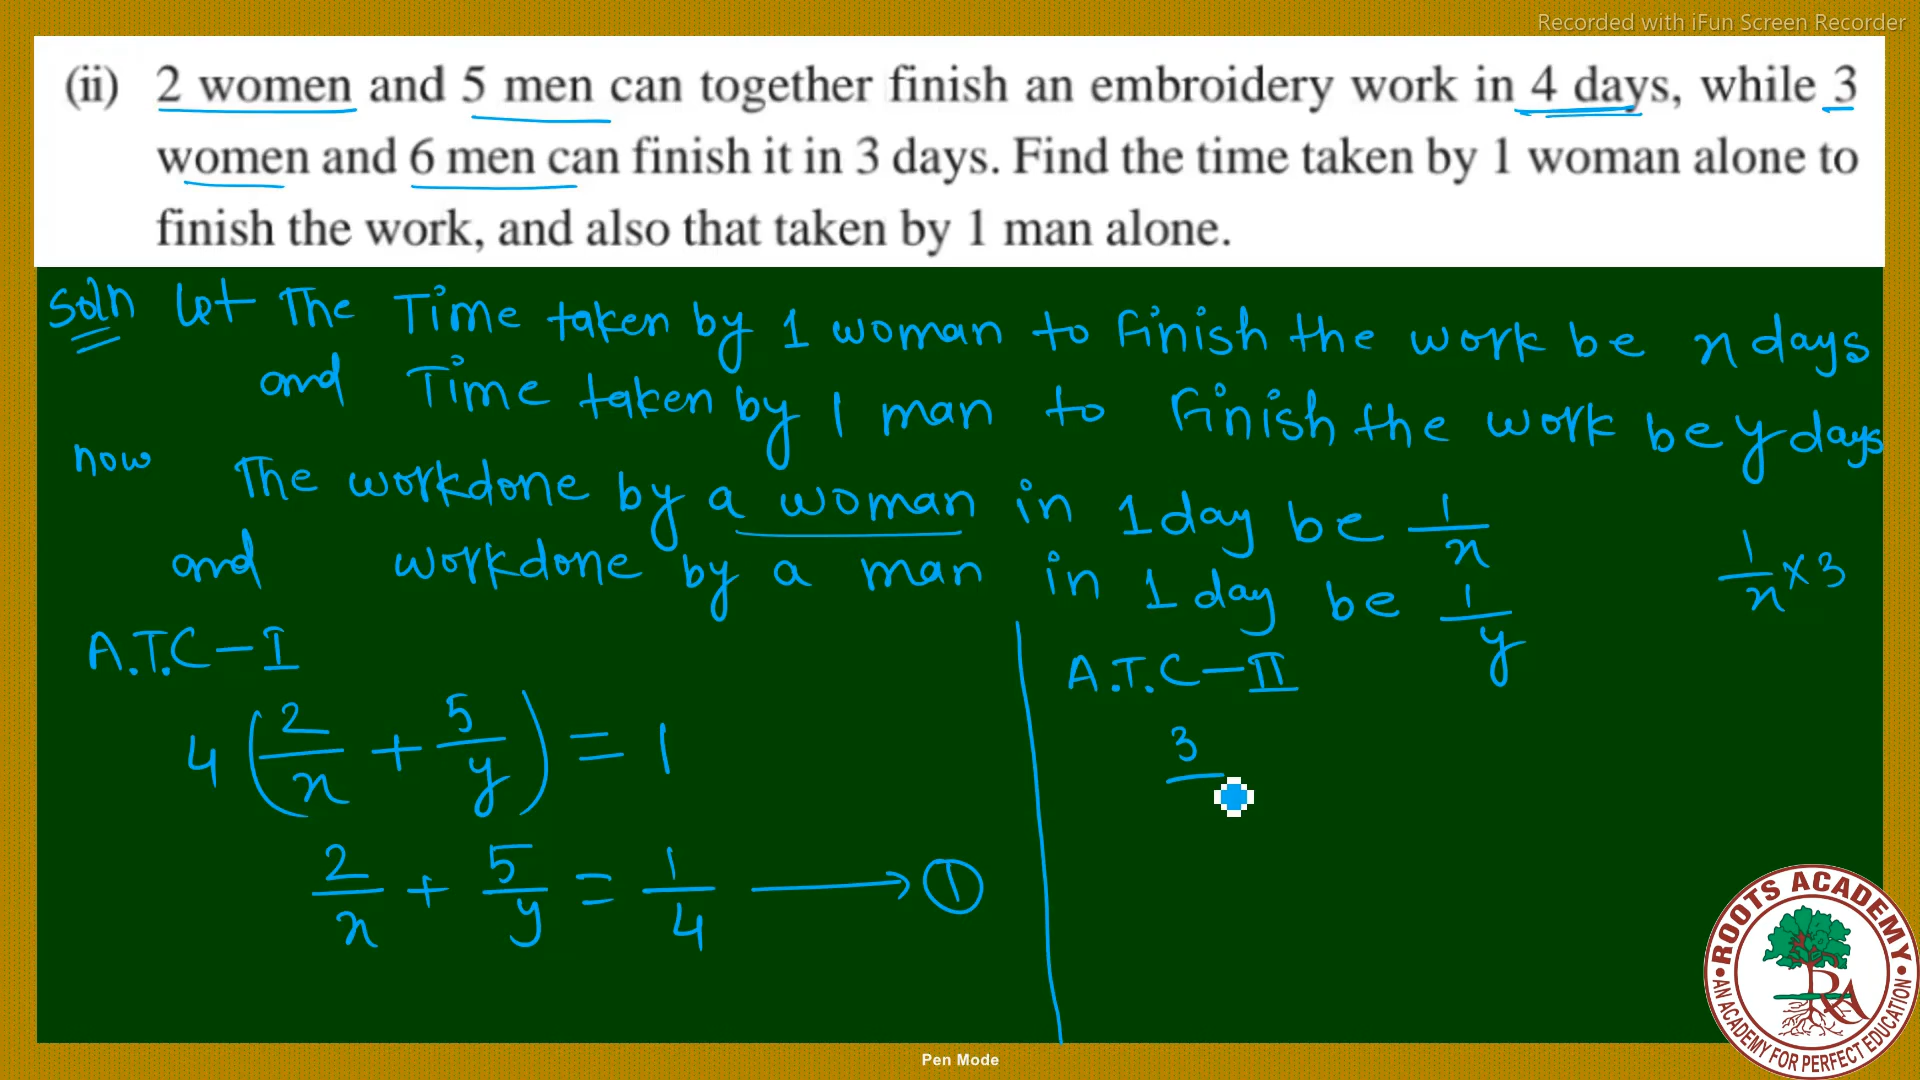 Recorded with iFun Screen Recorder
(ii) 2 women and 5 men can together finish an embroidery work in 4 days, while 3
women and 6 men can finish it in 3 days. Find the time taken by 1 woman alone to
finish the work, and also that taken by 1 man alone.
Soln Let The Time taken by 1 woman to finish the work be x days
and Time taken by 1 man to finish the work be y days
now The workdone by a woman in 1 day be 1/x
and workdone by a man in 1 day be 1/y
1/x × 3
A.T.C – I
4(2/x + 5/y) = 1
2/x + 5/y = 1/4 → ①
A.T.C – II
3
ROOTS ACADEMY
RA
AN ACADEMY FOR PERFECT EDUCATION
Pen Mode